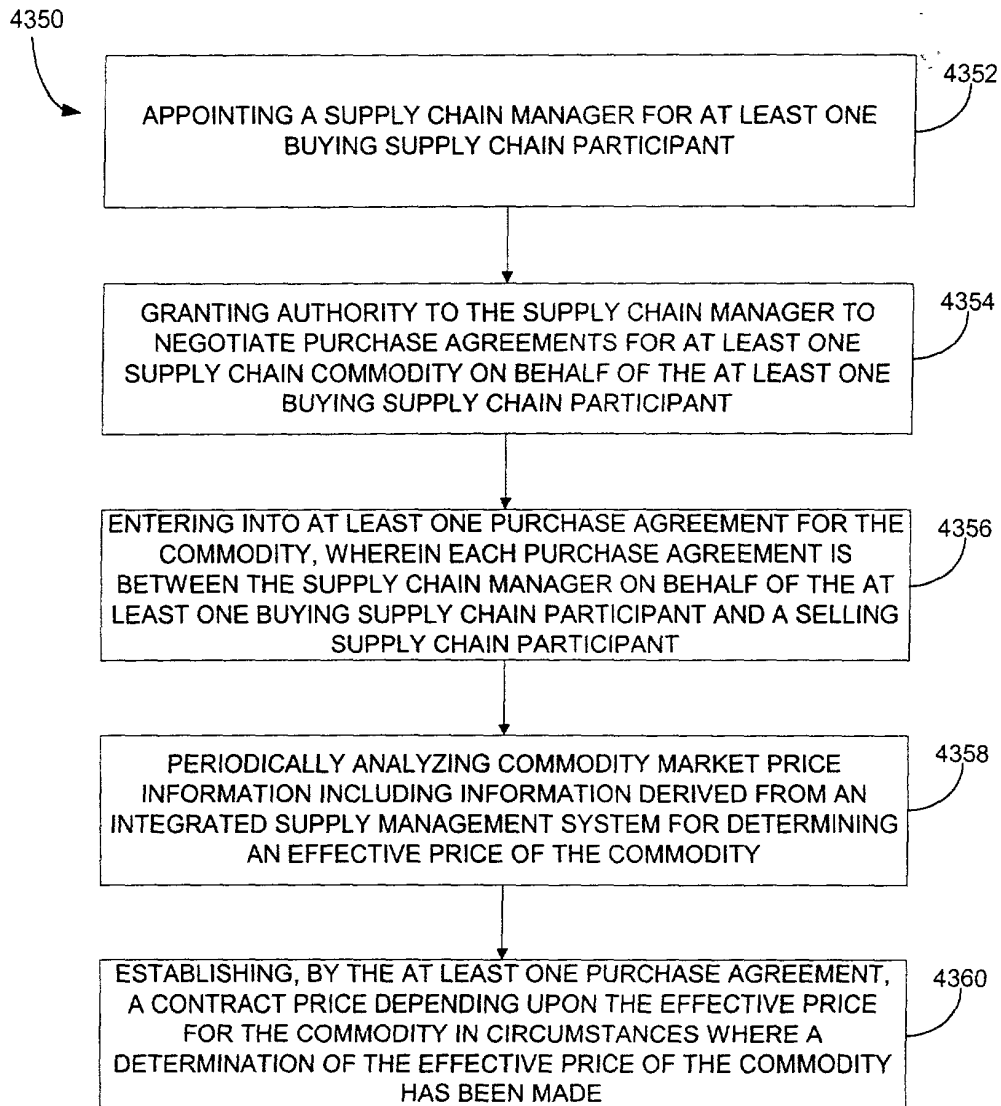 4350
4352
APPOINTING A SUPPLY CHAIN MANAGER FOR AT LEAST ONE
BUYING SUPPLY CHAIN PARTICIPANT
4354
GRANTING AUTHORITY TO THE SUPPLY CHAIN MANAGER TO
NEGOTIATE PURCHASE AGREEMENTS FOR AT LEAST ONE
SUPPLY CHAIN COMMODITY ON BEHALF OF THE AT LEAST ONE
BUYING SUPPLY CHAIN PARTICIPANT
4356
ENTERING INTO AT LEAST ONE PURCHASE AGREEMENT FOR THE
COMMODITY, WHEREIN EACH PURCHASE AGREEMENT IS
BETWEEN THE SUPPLY CHAIN MANAGER ON BEHALF OF THE AT
LEAST ONE BUYING SUPPLY CHAIN PARTICIPANT AND A SELLING
SUPPLY CHAIN PARTICIPANT
4358
PERIODICALLY ANALYZING COMMODITY MARKET PRICE
INFORMATION INCLUDING INFORMATION DERIVED FROM AN
INTEGRATED SUPPLY MANAGEMENT SYSTEM FOR DETERMINING
AN EFFECTIVE PRICE OF THE COMMODITY
4360
ESTABLISHING, BY THE AT LEAST ONE PURCHASE AGREEMENT,
A CONTRACT PRICE DEPENDING UPON THE EFFECTIVE PRICE
FOR THE COMMODITY IN CIRCUMSTANCES WHERE A
DETERMINATION OF THE EFFECTIVE PRICE OF THE COMMODITY
HAS BEEN MADE